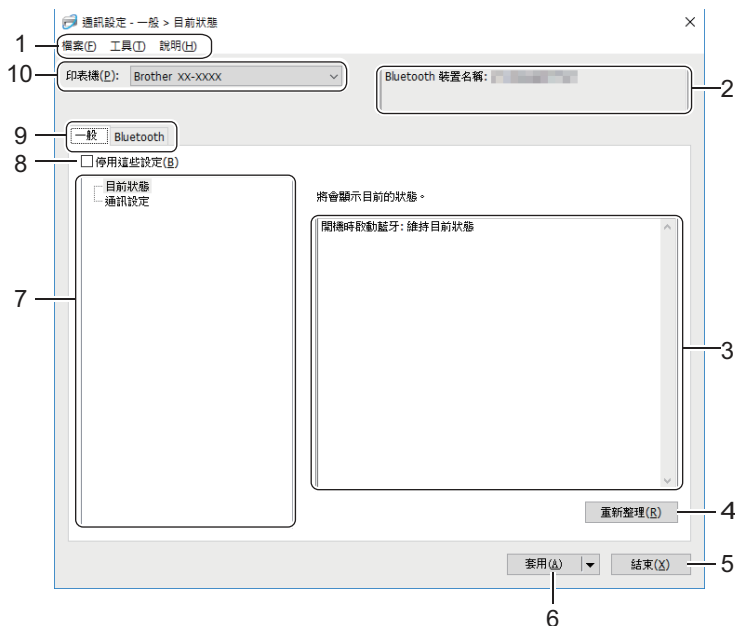 通訊設定 - 一般 > 目前狀態
1
檔案(F) 工具(T) 說明(H)
10
印表機(P): Brother XX-XXXX
Bluetooth 裝置名稱:
2
9
一般 Bluetooth
8
停用這些設定(B)
目前狀態
通訊設定
將會顯示目前的狀態。
開機時啟動藍牙: 維持目前狀態
7
3
重新整理(R)
4
套用(A)
結束(X)
5
6